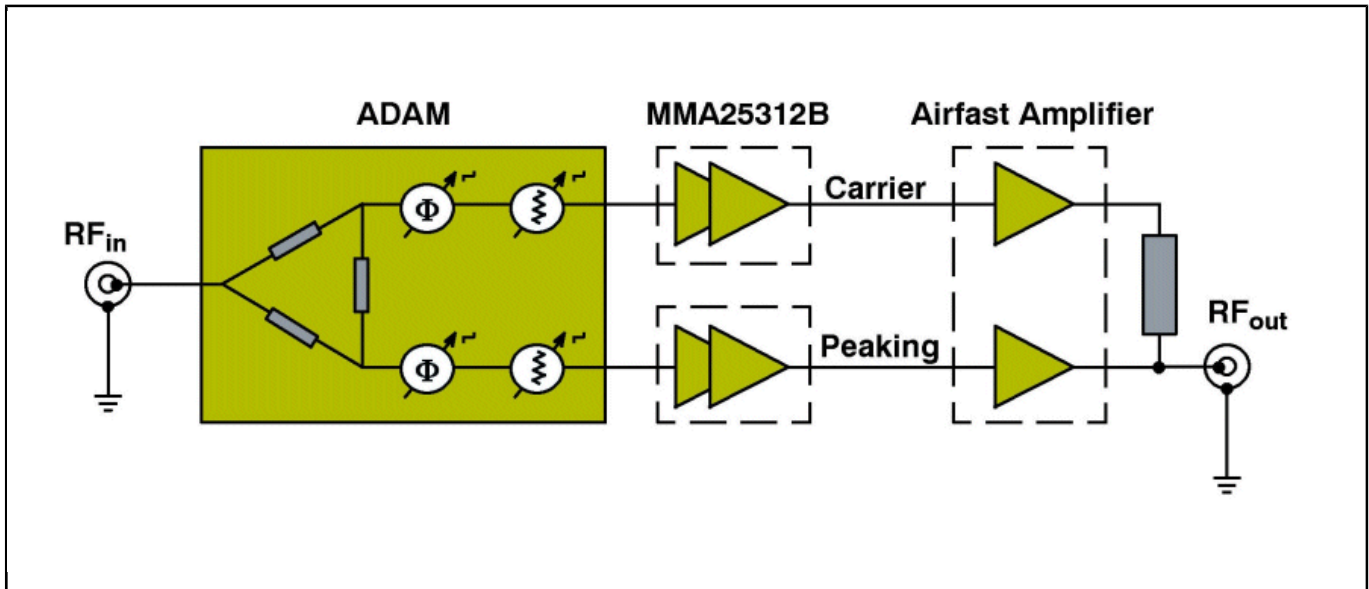 ADAM
MMA25312B
Airfast Amplifier
RFin
Φ
Carrier
Φ
Peaking
RFout